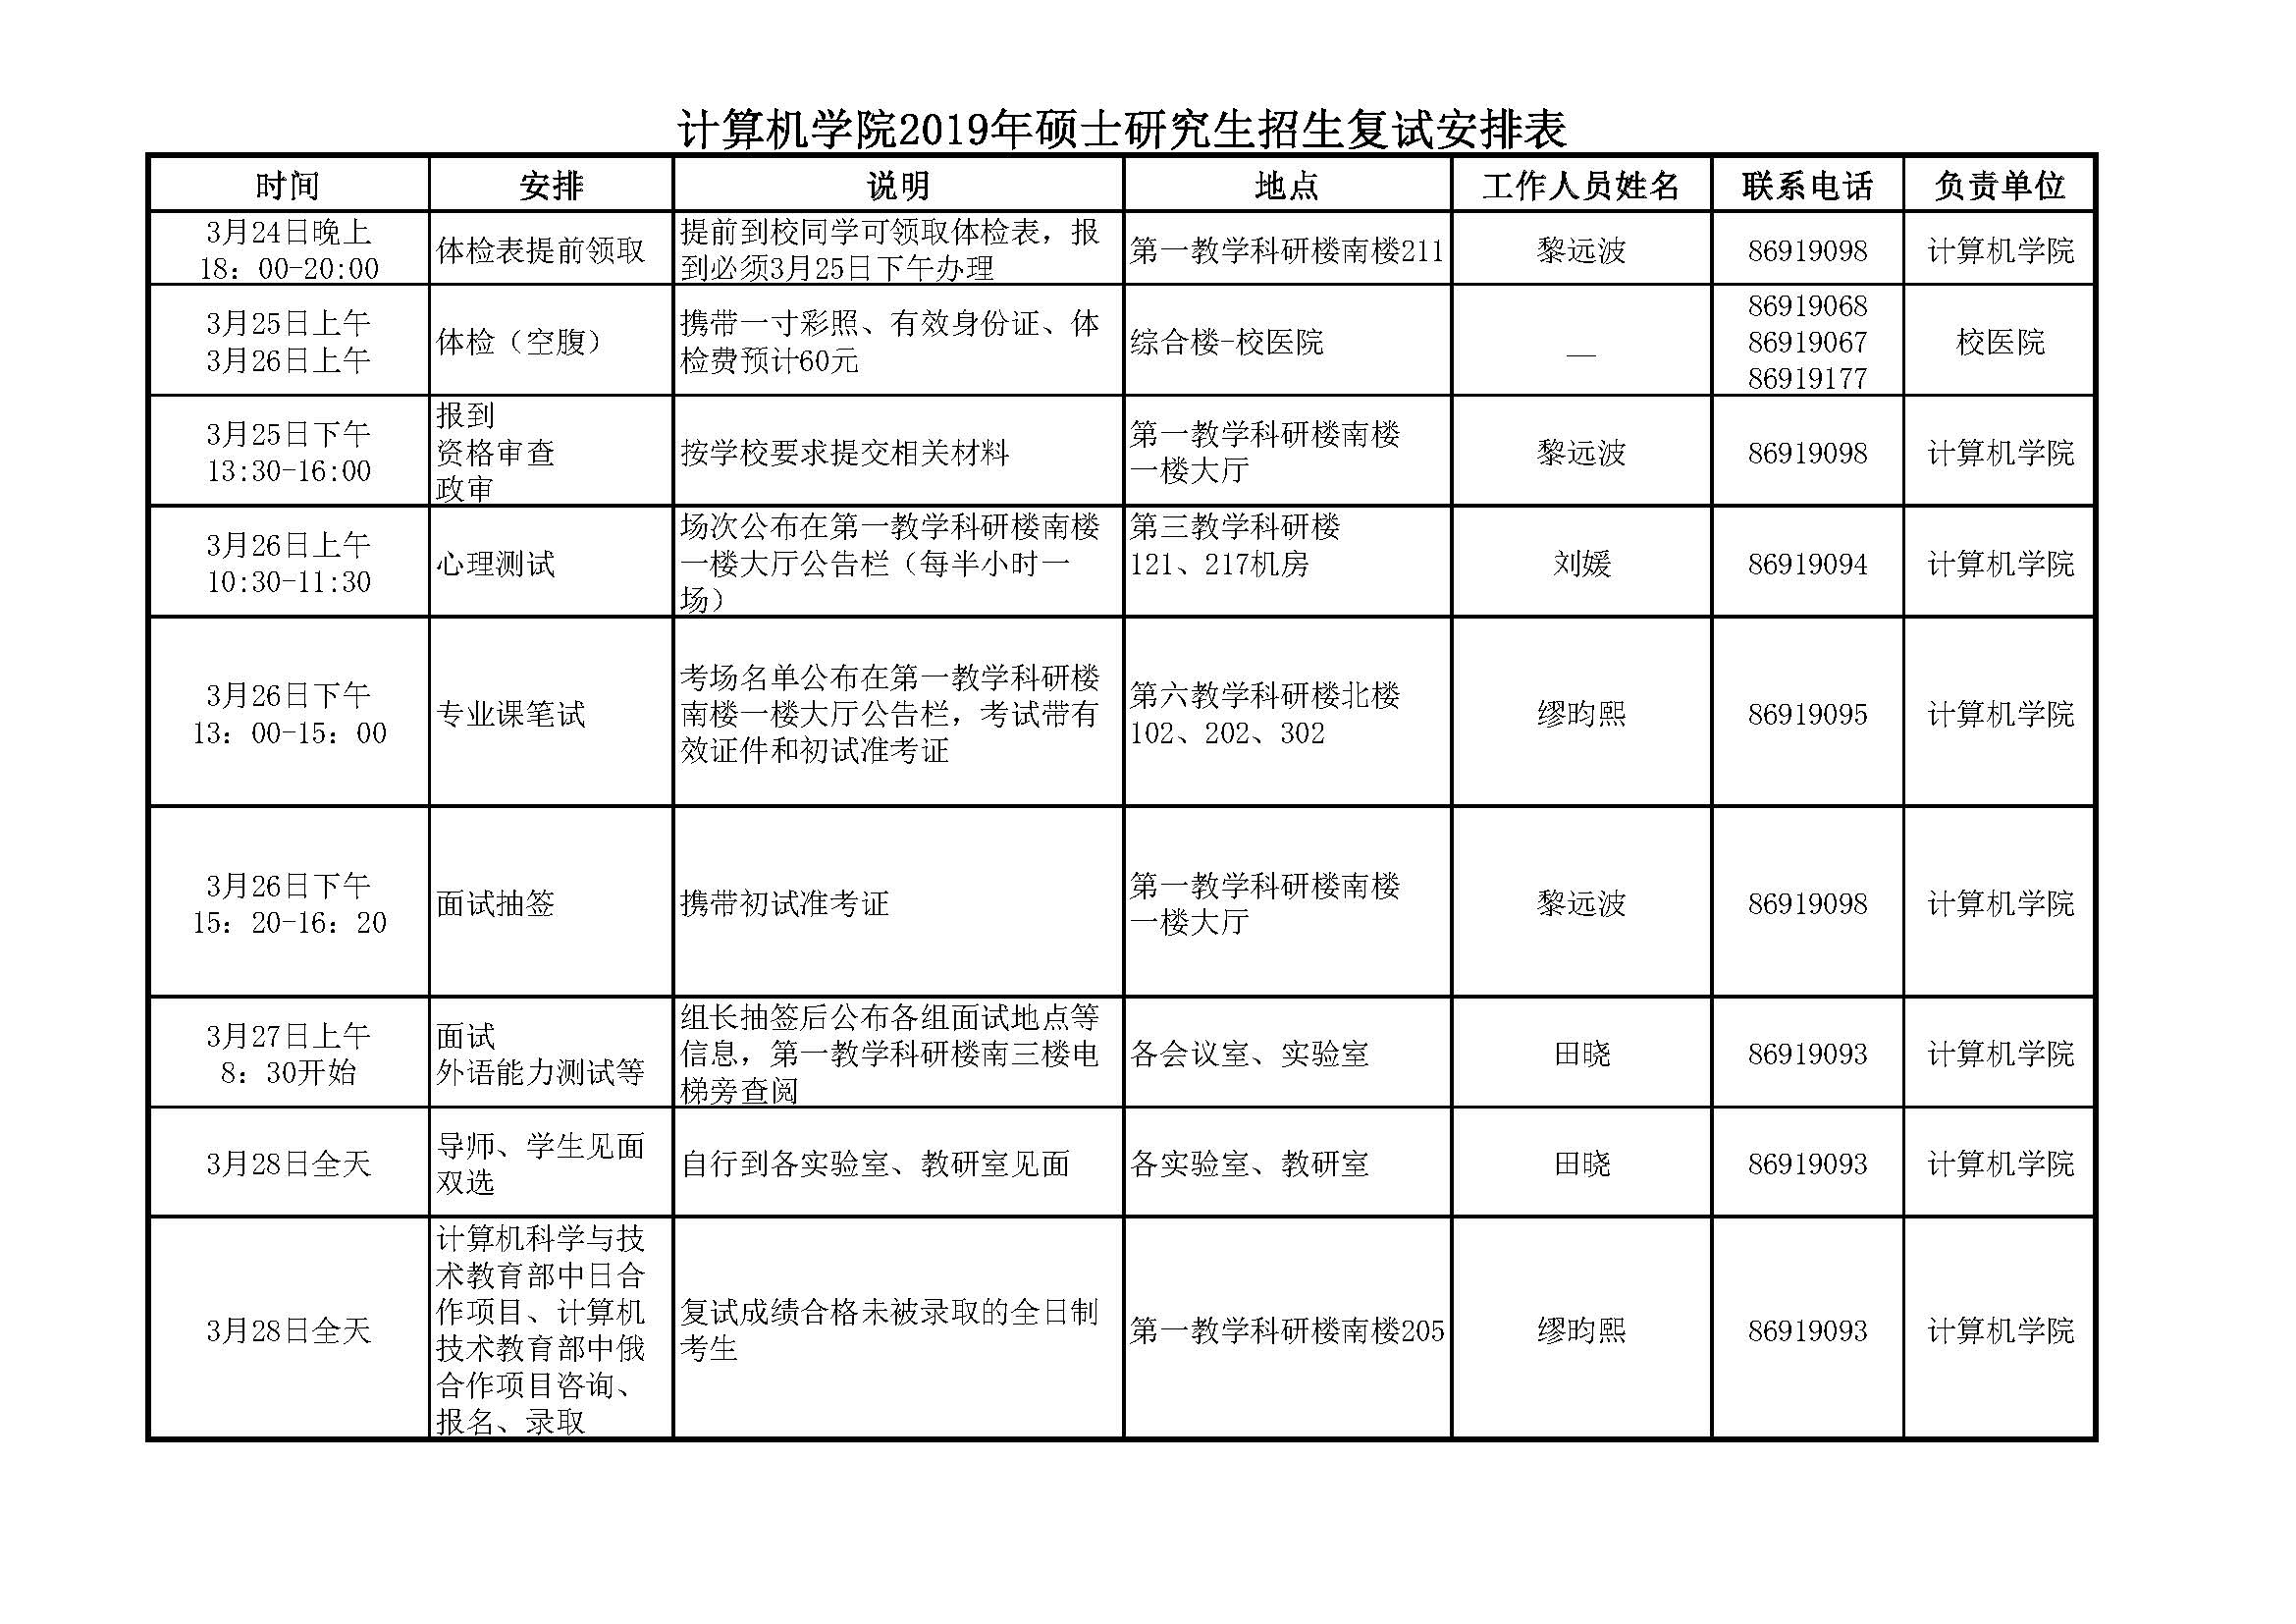 计算机学院2019年硕士研究生招生复试安排表
时间 安排 说明 地点 工作人员姓名 联系电话 负责单位
3月24日晚上
18：00-20:00
体检表提前领取
提前到校同学可领取体检表，报
到必须3月25日下午办理
第一教学科研楼南楼211
黎远波
86919098
计算机学院
3月25日上午
3月26日上午
体检（空腹）
携带一寸彩照、有效身份证、体
检费预计60元
综合楼-校医院
—
86919068
86919067
86919177
校医院
3月25日下午
13:30-16:00
报到
资格审查
政审
按学校要求提交相关材料
第一教学科研楼南楼
一楼大厅
黎远波
86919098
计算机学院
3月26日上午
10:30-11:30
心理测试
场次公布在第一教学科研楼南楼
一楼大厅公告栏（每半小时一
场）
第三教学科研楼
121、217机房
刘媛
86919094
计算机学院
3月26日下午
13：00-15：00
专业课笔试
考场名单公布在第一教学科研楼
南楼一楼大厅公告栏，考试带有
效证件和初试准考证
第六教学科研楼北楼
102、202、302
缪昀熙
86919095
计算机学院
3月26日下午
15：20-16：20
面试抽签
携带初试准考证
第一教学科研楼南楼
一楼大厅
黎远波
86919098
计算机学院
3月27日上午
8：30开始
面试
外语能力测试等
组长抽签后公布各组面试地点等
信息，第一教学科研楼南三楼电
梯旁查阅
各会议室、实验室
田晓
86919093
计算机学院
3月28日全天
导师、学生见面
双选
自行到各实验室、教研室见面
各实验室、教研室
田晓
86919093
计算机学院
3月28日全天
计算机科学与技
术教育部中日合
作项目、计算机
技术教育部中俄
合作项目咨询、
报名、录取
复试成绩合格未被录取的全日制
考生
第一教学科研楼南楼205
缪昀熙
86919093
计算机学院